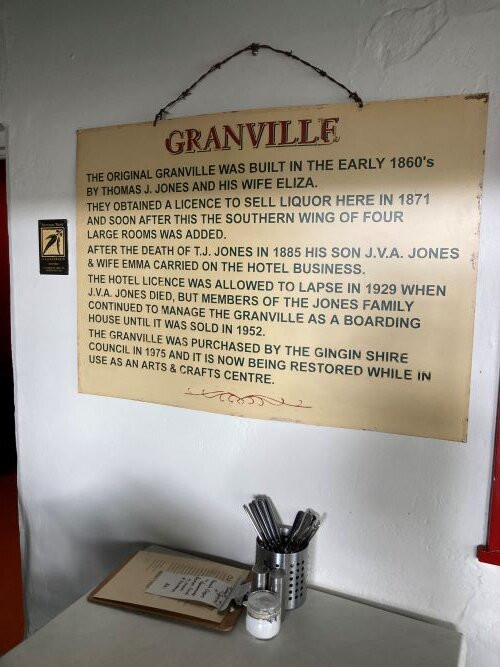 GRANVILLE
THE ORIGINAL GRANVILLE WAS BUILT IN THE EARLY 1860's
BY THOMAS J. JONES AND HIS WIFE ELIZA.
THEY OBTAINED A LICENCE TO SELL LIQUOR HERE IN 1871
AND SOON AFTER THIS THE SOUTHERN WING OF FOUR
LARGE ROOMS WAS ADDED.
AFTER THE DEATH OF T.J. JONES IN 1885 HIS SON J.V.A. JONES
& WIFE EMMA CARRIED ON THE HOTEL BUSINESS.
THE HOTEL LICENCE WAS ALLOWED TO LAPSE IN 1929 WHEN
J.V.A. JONES DIED, BUT MEMBERS OF THE JONES FAMILY
CONTINUED TO MANAGE THE GRANVILLE AS A BOARDING
HOUSE UNTIL IT WAS SOLD IN 1952.
THE GRANVILLE WAS PURCHASED BY THE GINGIN SHIRE
COUNCIL IN 1975 AND IT IS NOW BEING RESTORED WHILE IN
USE AS AN ARTS & CRAFTS CENTRE.